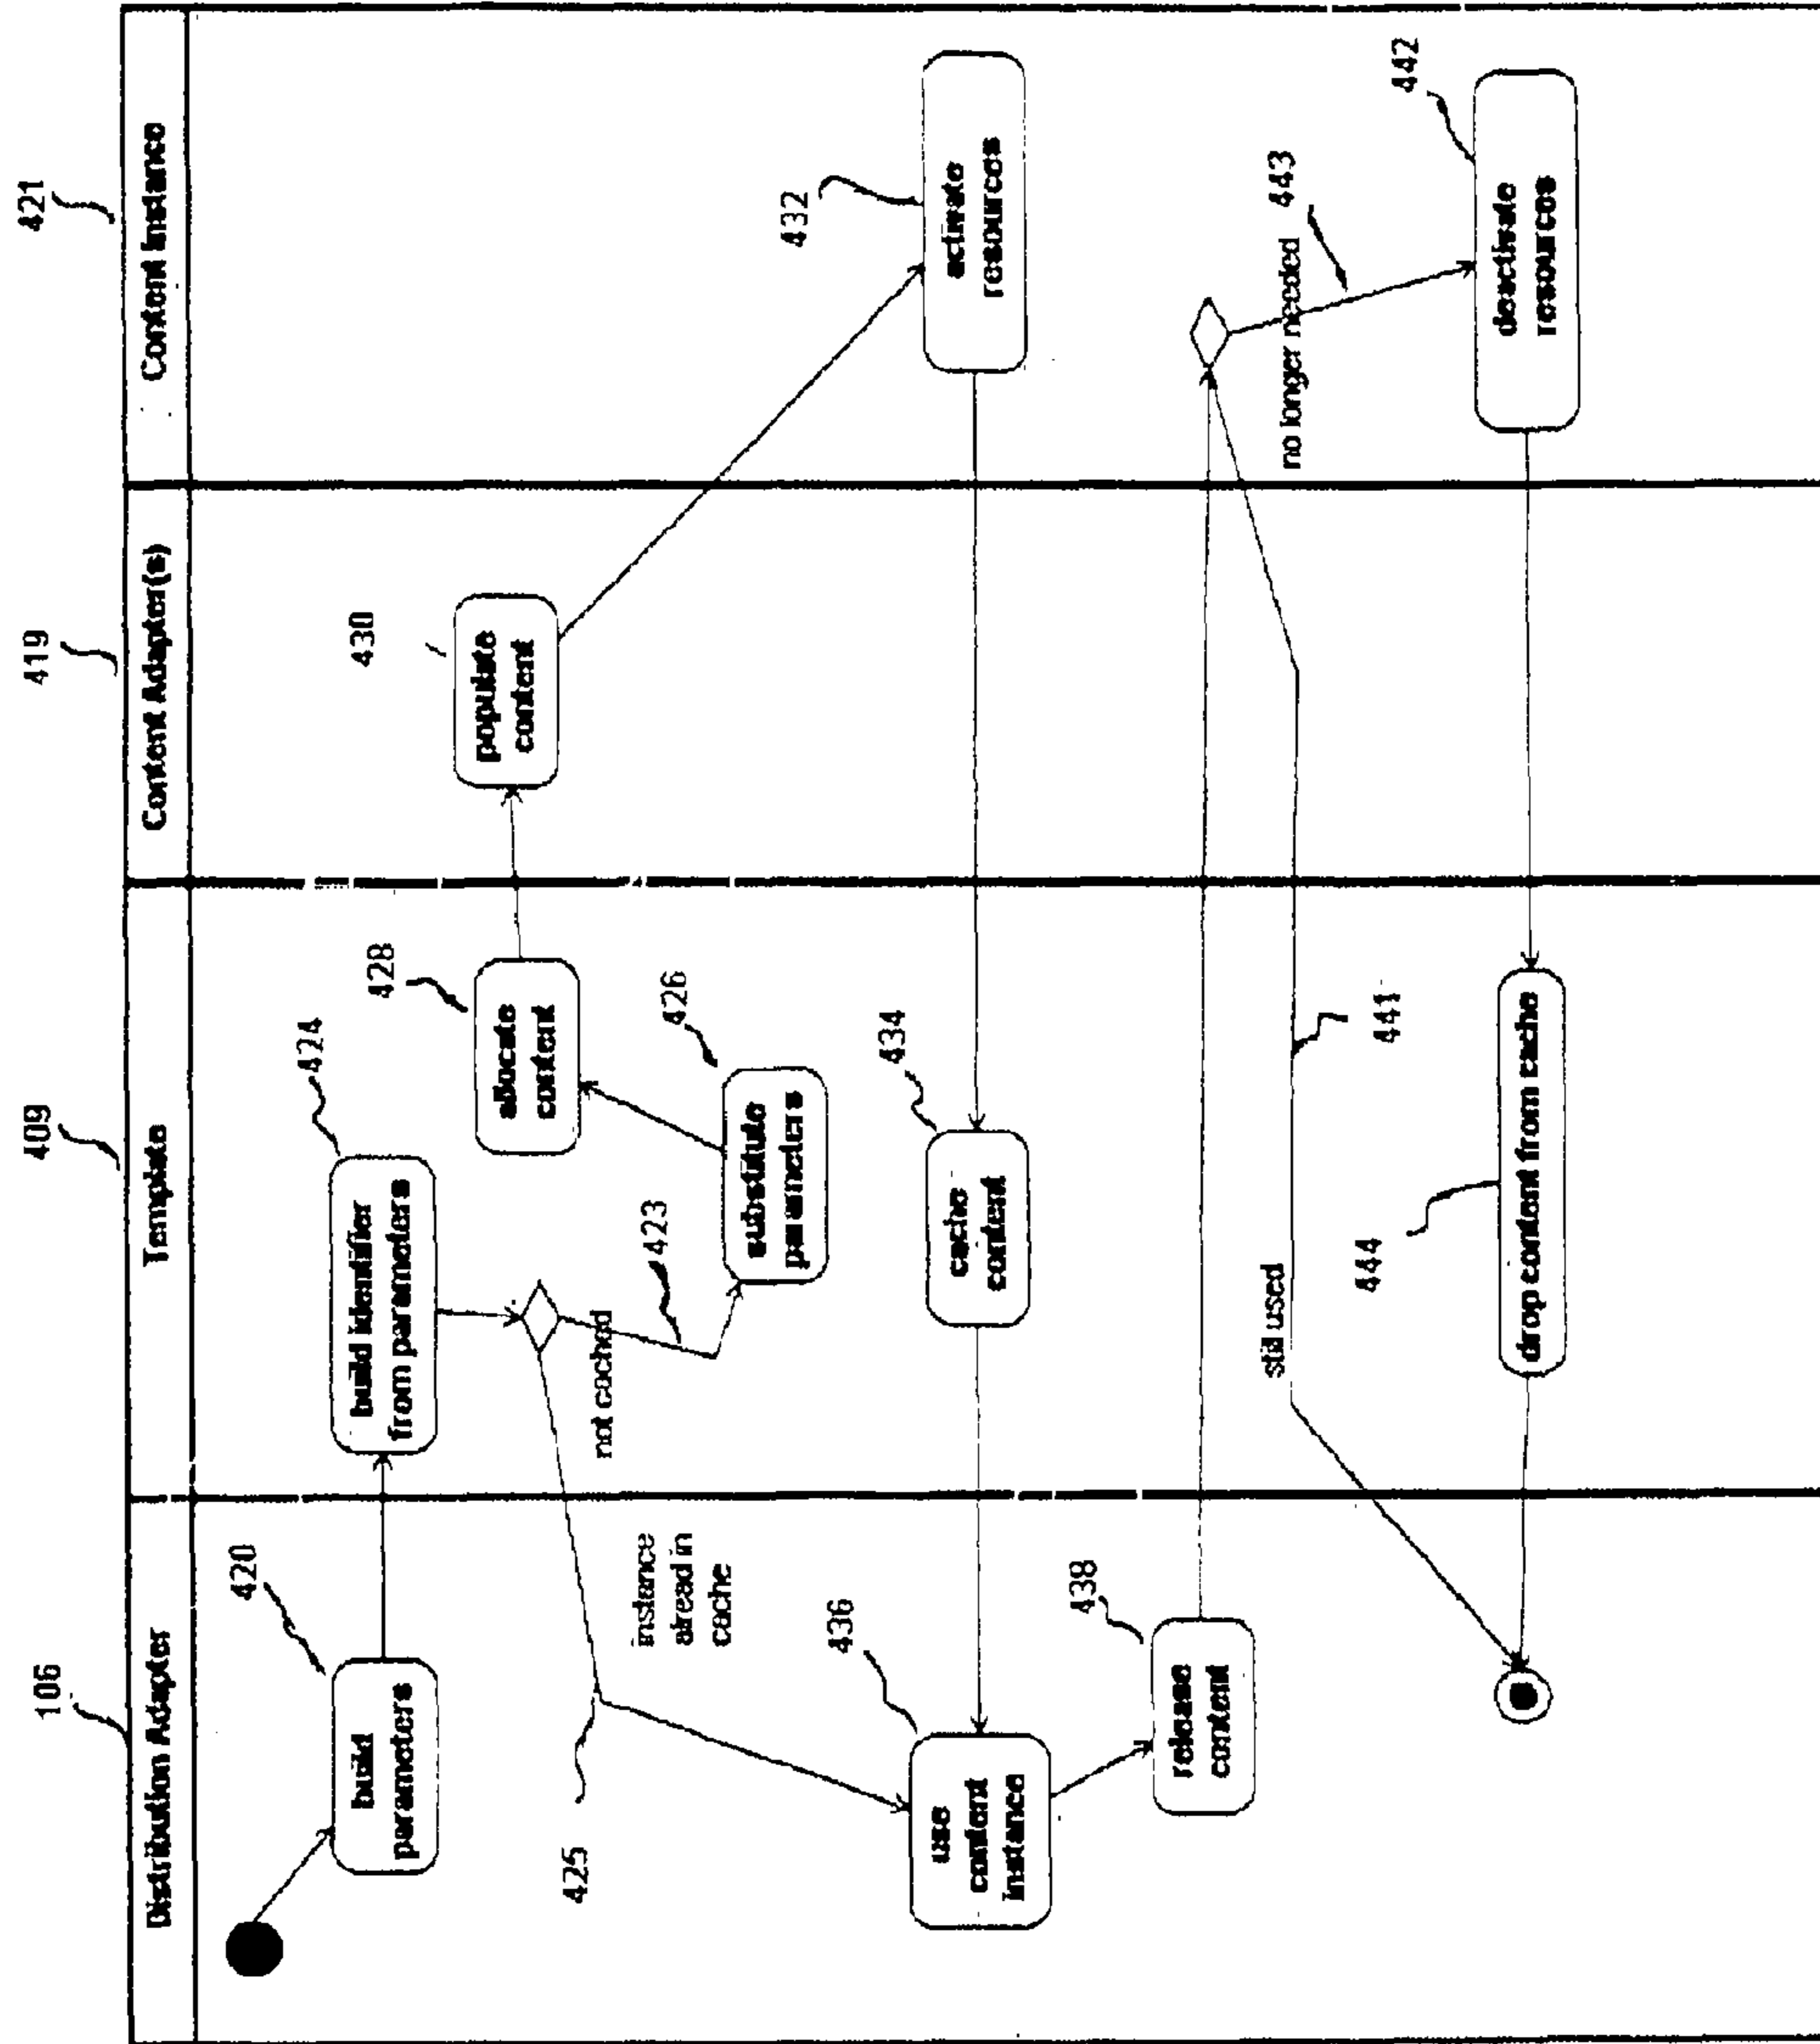 106
409
419
421
Distribution Adapter
Template
Content Adapter(s)
Content Instance
420
build
parameters
424
build identifier
from parameters
428
allocate
content
430
populate
content
not cached
423
426
substitute
parameters
425
instance
alread in
cache
432
activate
resources
434
cache
content
436
use
content
instance
438
release
content
no longer needed
443
still used
441
442
deactivate
resources
444
drop content from cache